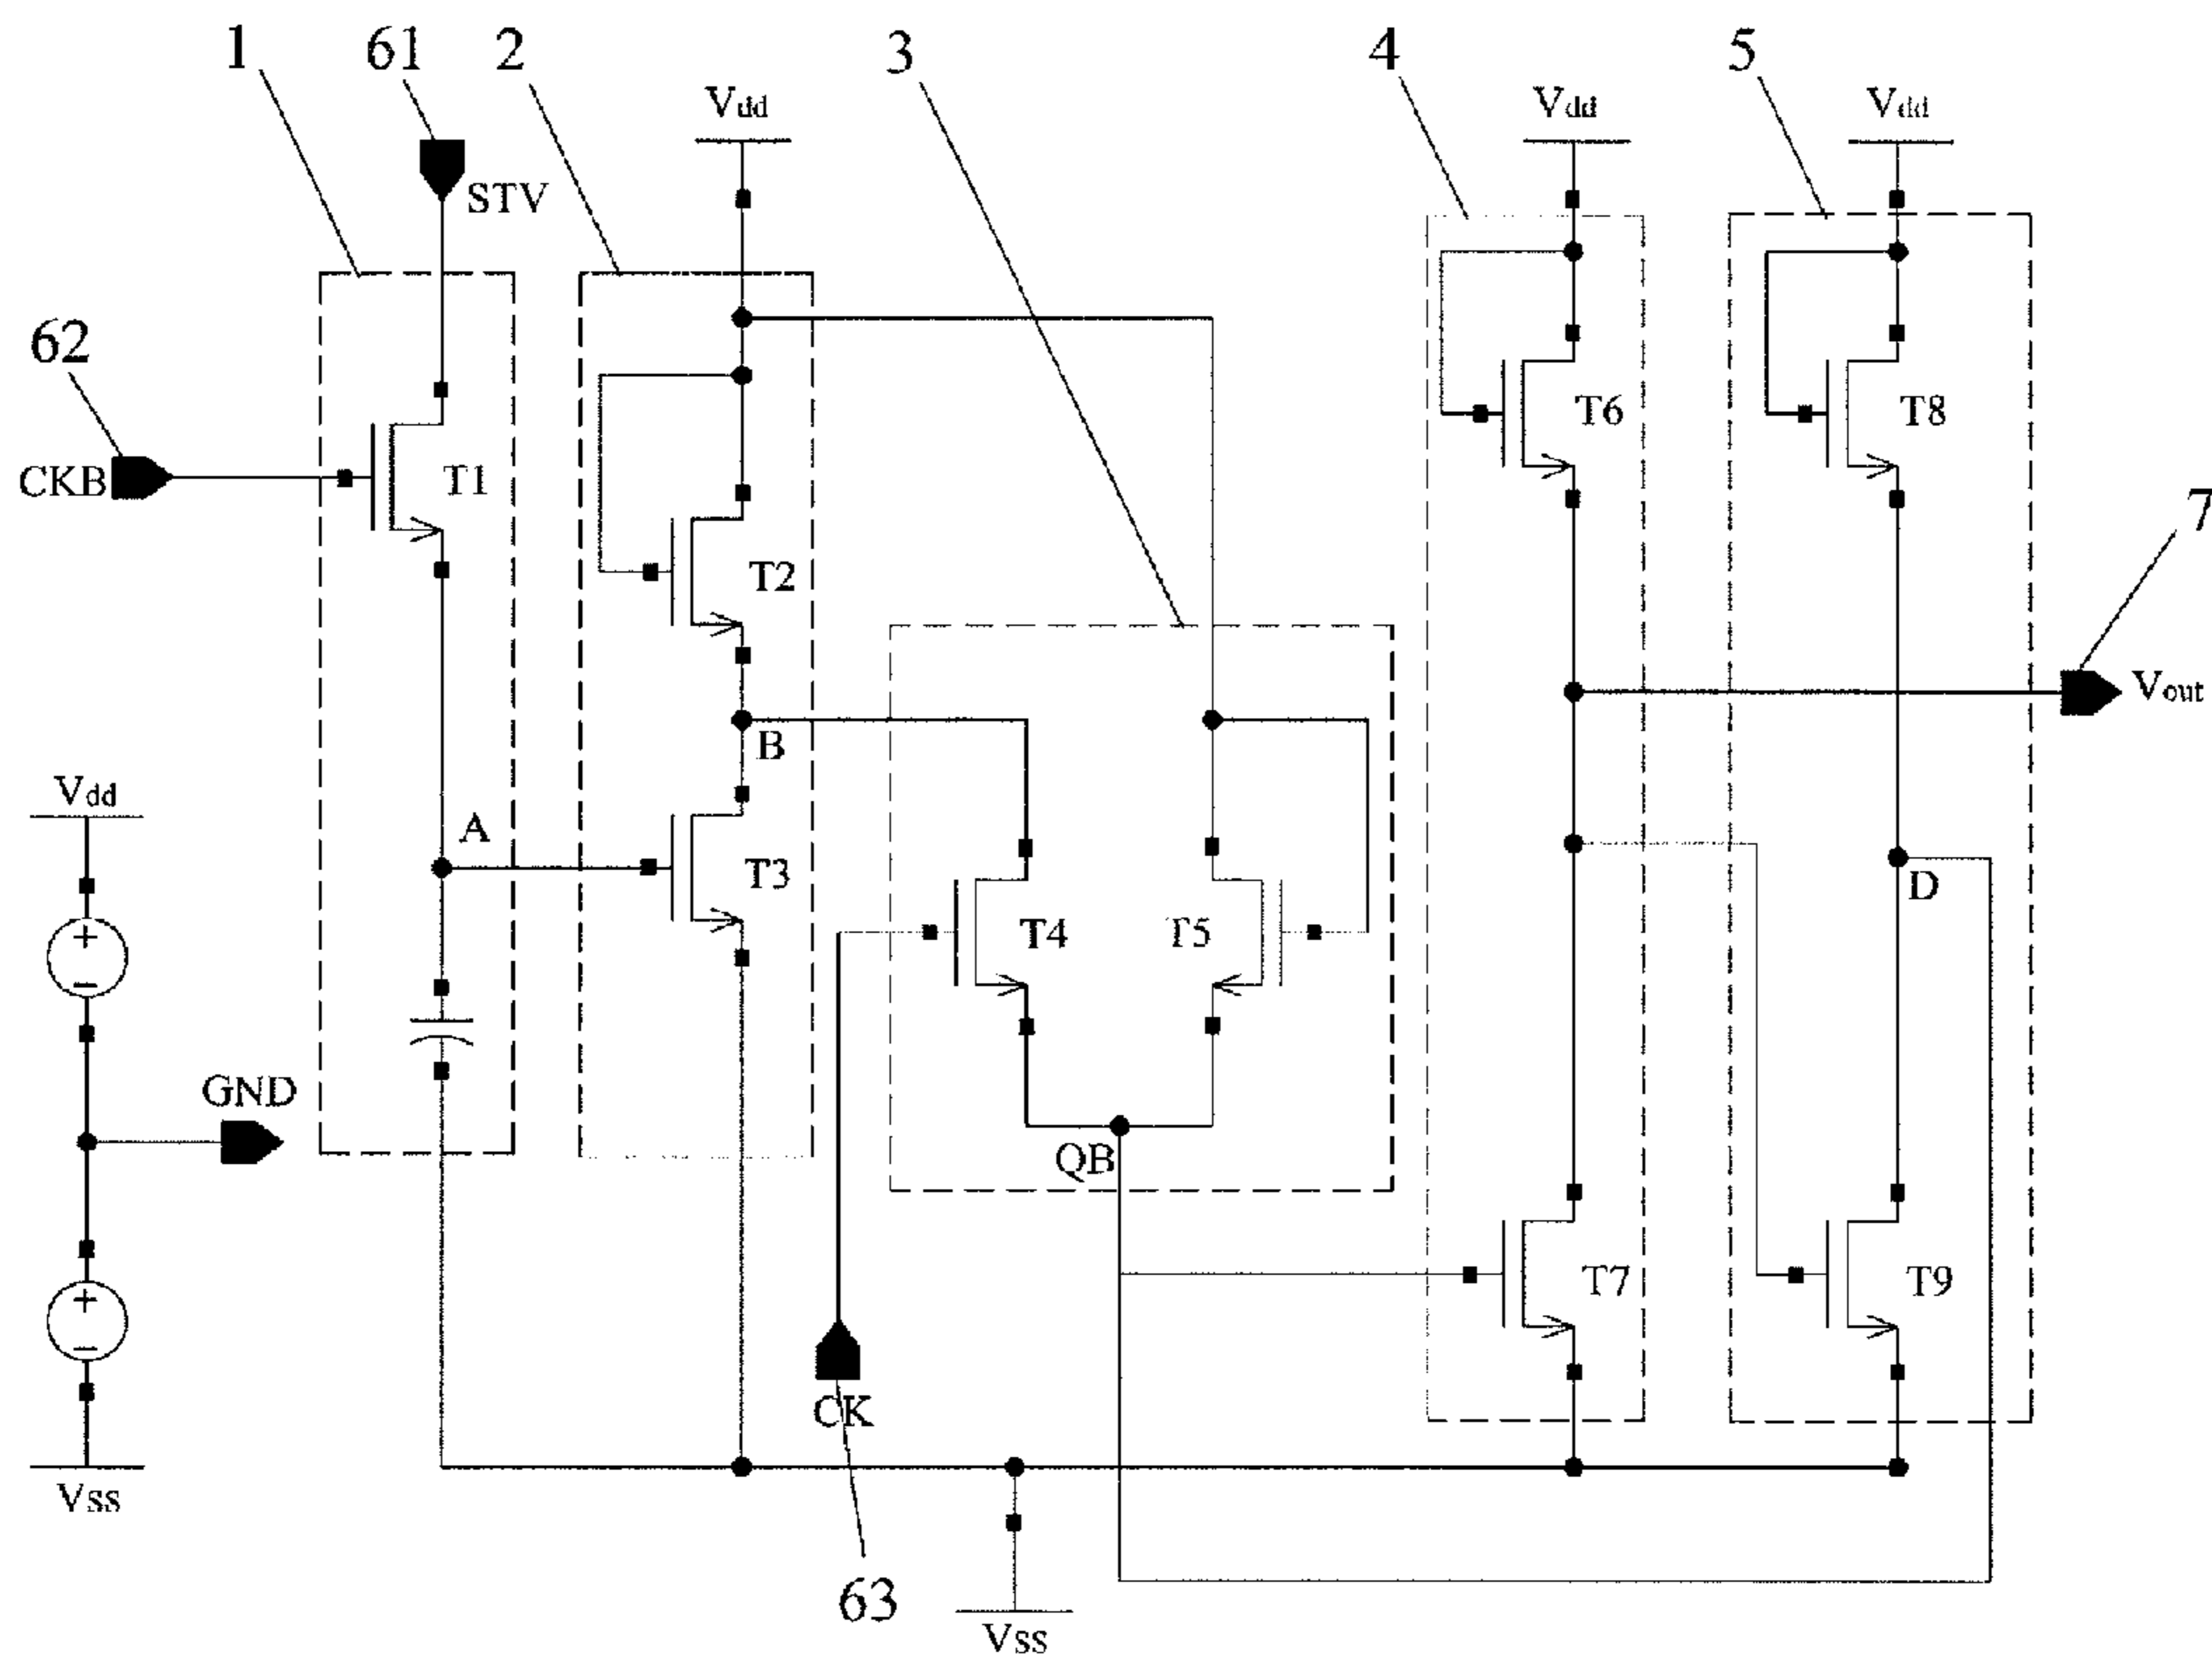 1
61
2
3
4
5
Vdd
Vdd
Vdd
STV
62
CKB
T1
T6
T8
7
T2
Vout
B
Vdd
A
T3
D
T4
T5
GND
QB
T7
T9
CK
Vss
63
Vss
+
−
+
−